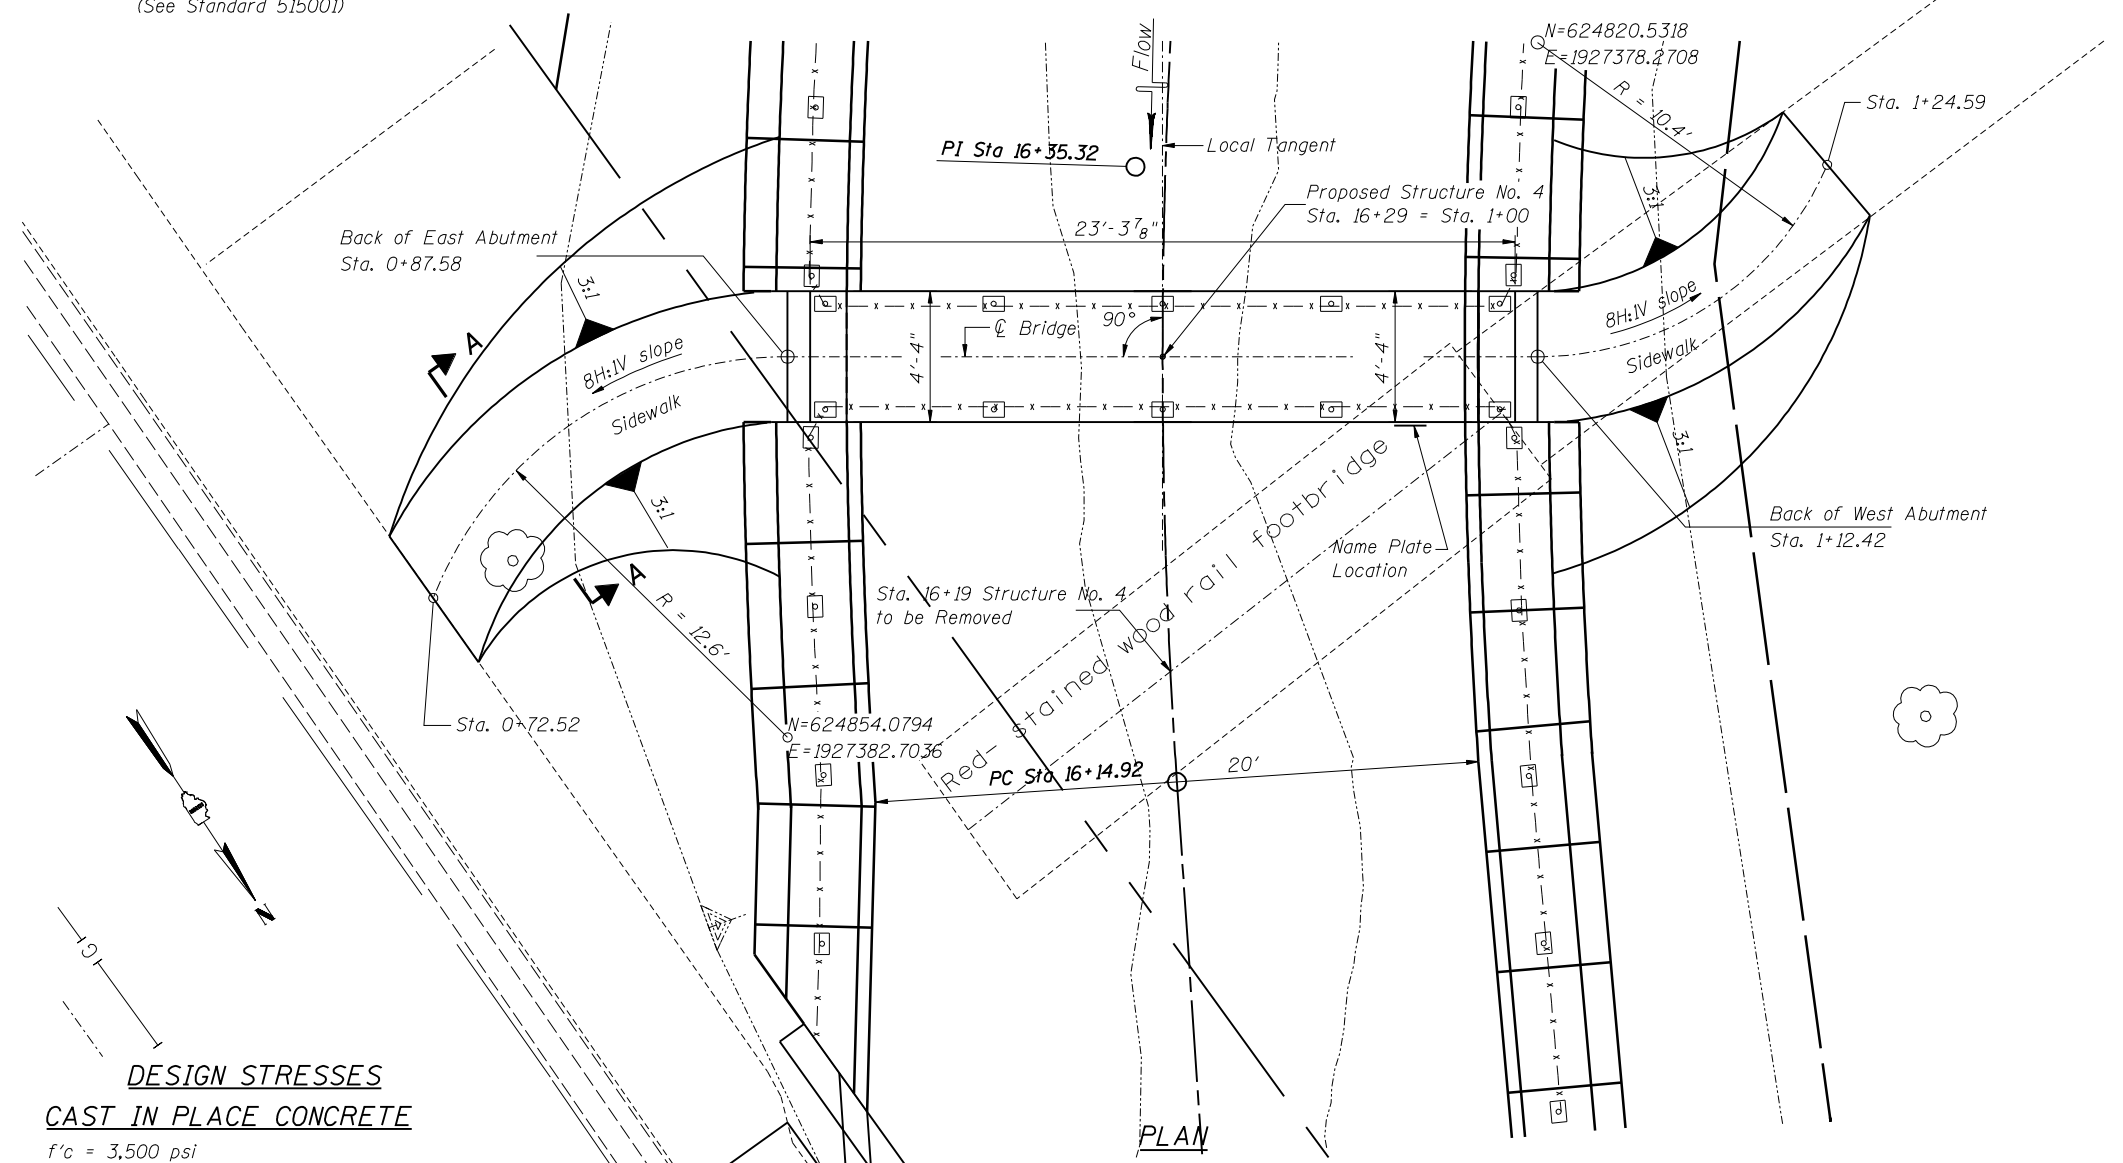 (See Standard 515001)
N=624820.5318
E=1927378.2708
Flow
R = 10.4'
Sta. 1+24.59
PI Sta 16+35.32
Local Tangent
Proposed Structure No. 4
Sta. 16+29 = Sta. 1+00
23'-3 7/8"
Back of East Abutment
Sta. 0+87.58
3:1
3:1
A
8H:1V slope
Sidewalk
4'-4"
℄ Bridge
90°
4'-4"
8H:1V slope
Sidewalk
3:1
3:1
A
R = 12.6'
Back of West Abutment
Sta. 1+12.42
Name Plate
Location
Sta. 16+19 Structure No. 4
to be Removed
Red-stained wood rail footbridge
Sta. 0+72.52
N=624854.0794
E=1927382.7036
PC Sta 16+14.92
20'
N
G
DESIGN STRESSES
CAST IN PLACE CONCRETE
f'c = 3,500 psi
PLAN